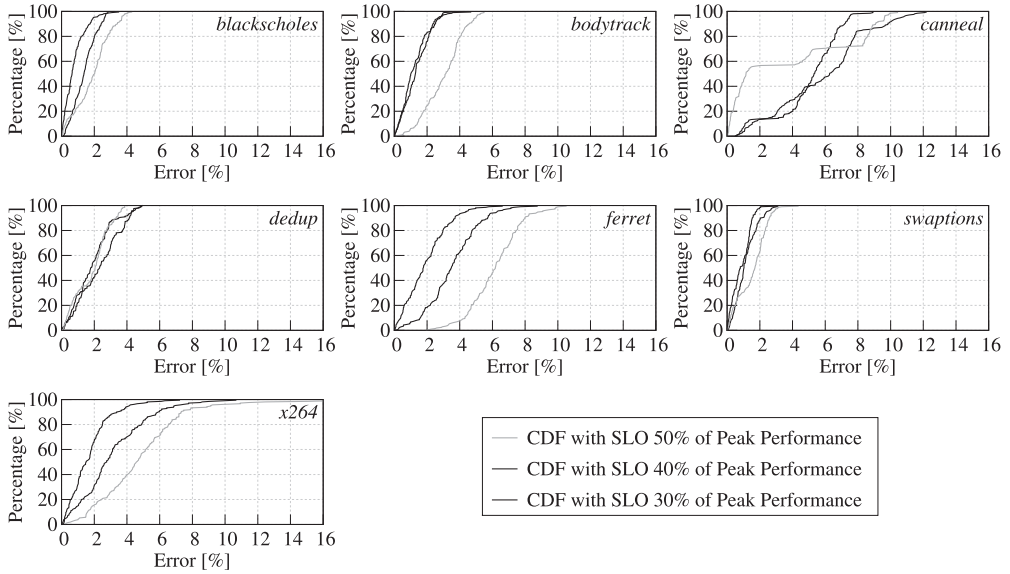 blackscholes
Percentage [%]
100
80
60
40
20
0
0 2 4 6 8 10 12 14 16
Error [%]
bodytrack
Percentage [%]
100
80
60
40
20
0
0 2 4 6 8 10 12 14 16
Error [%]
canneal
Percentage [%]
100
80
60
40
20
0
0 2 4 6 8 10 12 14 16
Error [%]
dedup
Percentage [%]
100
80
60
40
20
0
0 2 4 6 8 10 12 14 16
Error [%]
ferret
Percentage [%]
100
80
60
40
20
0
0 2 4 6 8 10 12 14 16
Error [%]
swaptions
Percentage [%]
100
80
60
40
20
0
0 2 4 6 8 10 12 14 16
Error [%]
x264
Percentage [%]
100
80
60
40
20
0
0 2 4 6 8 10 12 14 16
Error [%]
CDF with SLO 50% of Peak Performance
CDF with SLO 40% of Peak Performance
CDF with SLO 30% of Peak Performance